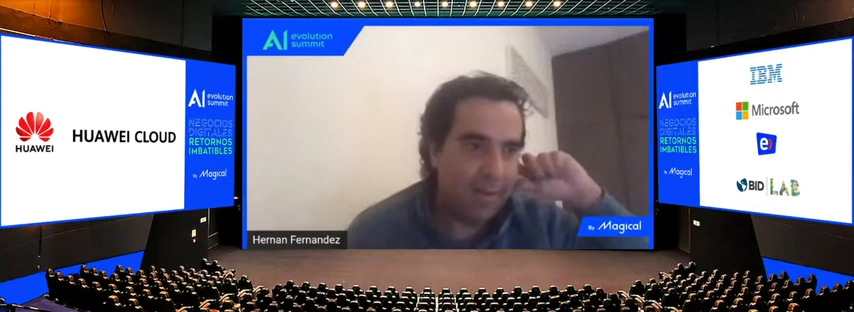 HUAWEI
HUAWEI CLOUD
AI evolution
summit
NEGOCIOS
DIGITALES
RETORNOS
IMBATIBLES
By Magical
AI evolution
summit
Hernan Fernandez
By Magical
AI evolution
summit
NEGOCIOS
DIGITALES
RETORNOS
IMBATIBLES
By Magical
IBM
Microsoft
e)
BID LAB